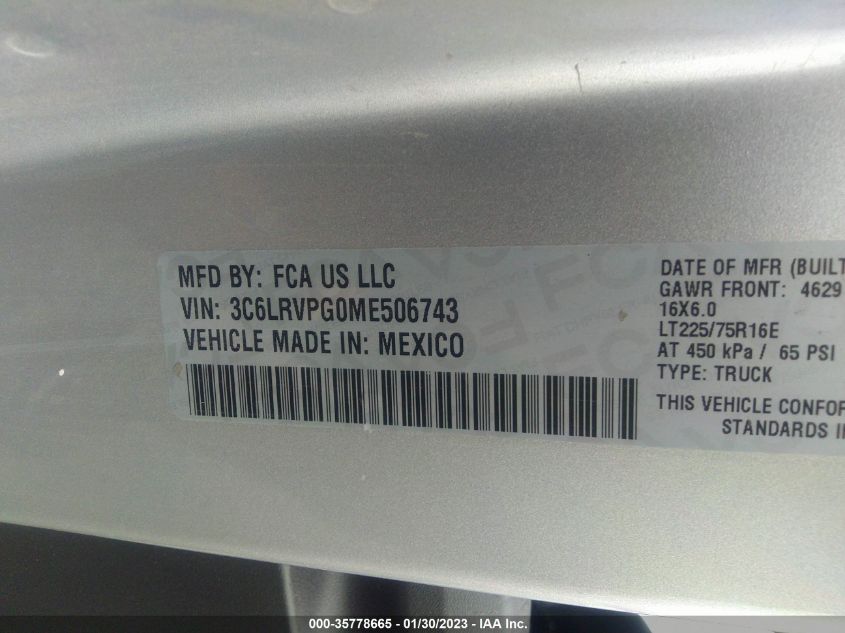 MFD BY: FCA US LLC
VIN: 3C6LRVPG0ME506743
VEHICLE MADE IN: MEXICO
DATE OF MFR (BUILT
GAWR FRONT: 4629
16X6.0
LT225/75R16E
AT 450 kPa / 65 PSI
TYPE: TRUCK
THIS VEHICLE CONFOR
STANDARDS IN
000-35778665 - 01/30/2023 - IAA Inc.